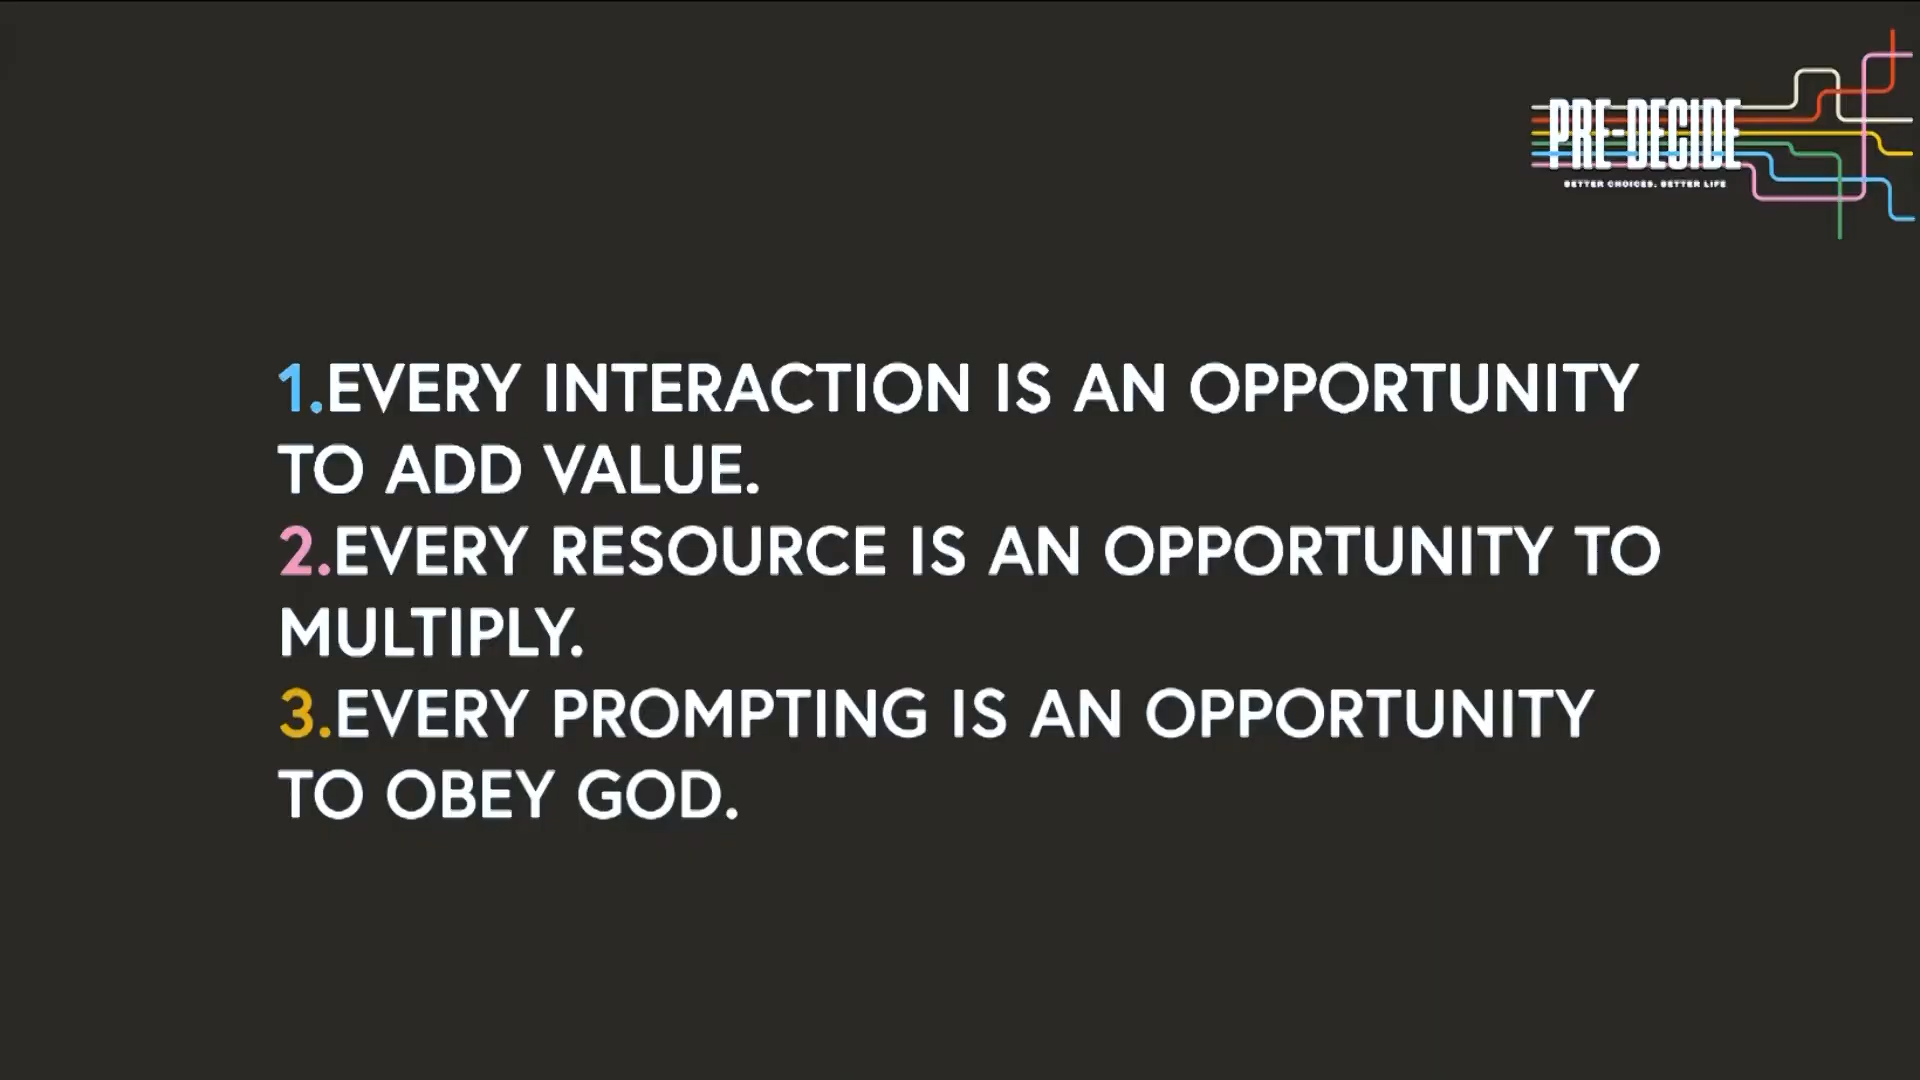 PRE-DECIDE
BETTER CHOICES. BETTER LIFE
1.EVERY INTERACTION IS AN OPPORTUNITY
TO ADD VALUE.
2.EVERY RESOURCE IS AN OPPORTUNITY TO
MULTIPLY.
3.EVERY PROMPTING IS AN OPPORTUNITY
TO OBEY GOD.